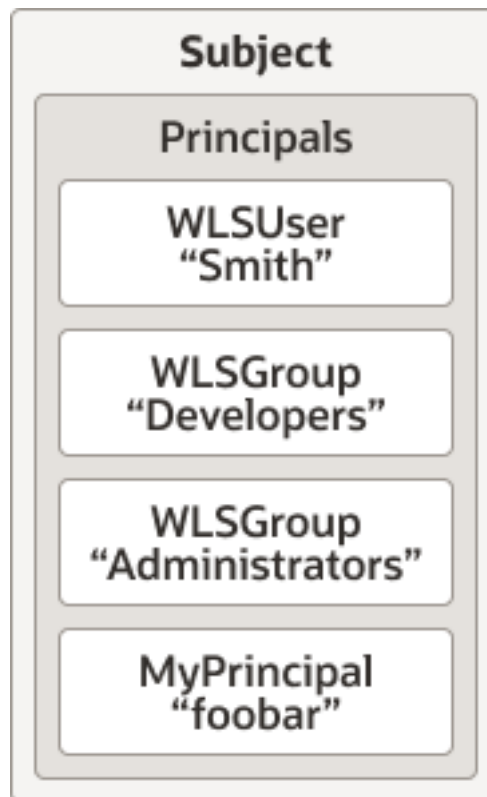 Subject
Principals
WLSUser
“Smith”
WLSGroup
“Developers”
WLSGroup
“Administrators”
MyPrincipal
“foobar”